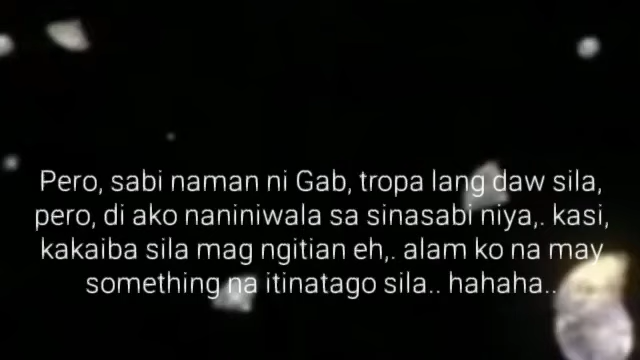 Pero, sabi naman ni Gab, tropa lang daw sila,
pero, di ako naniniwala sa sinasabi niya,. kasi,
kakaiba sila mag ngitian eh,. alam ko na may
something na itinatago sila.. hahaha..